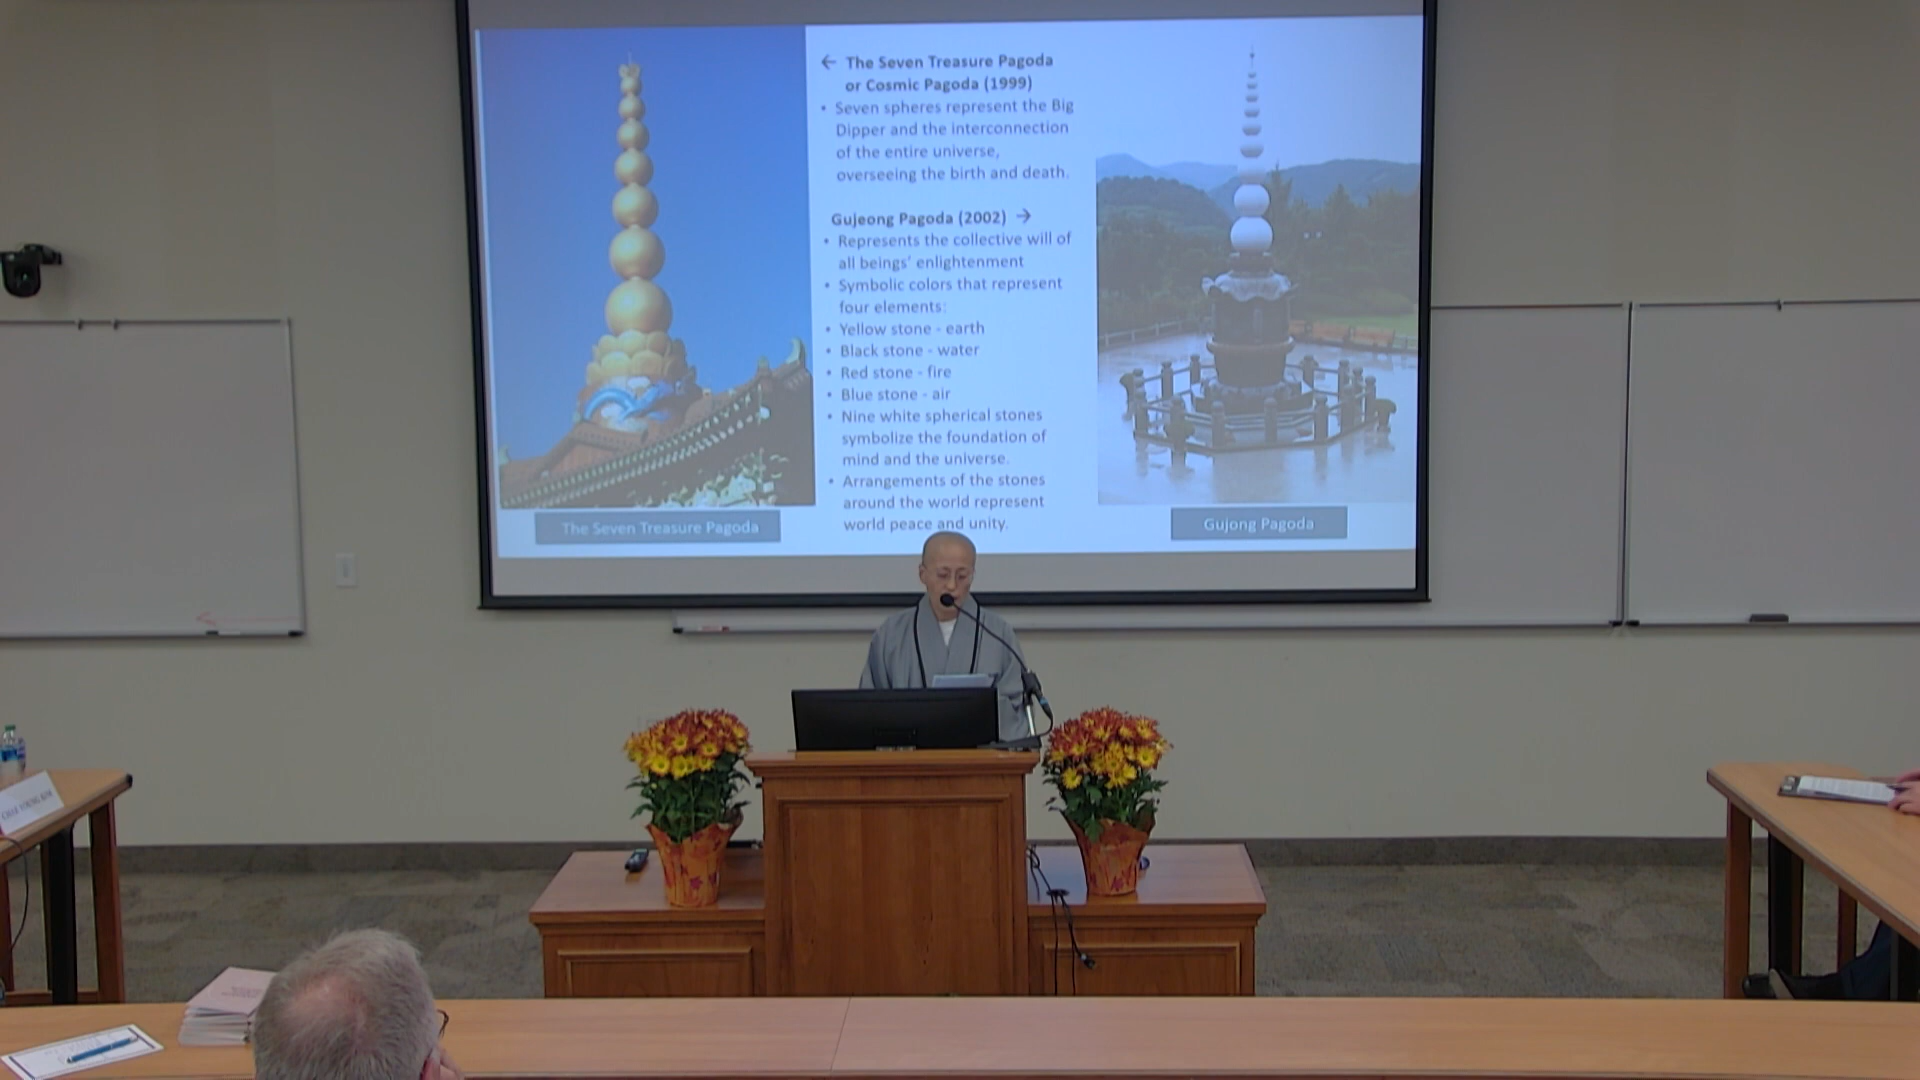 ← The Seven Treasure Pagoda
or Cosmic Pagoda (1999)
• Seven spheres represent the Big
Dipper and the interconnection
of the entire universe,
overseeing the birth and death.
Gujeong Pagoda (2002) →
• Represents the collective will of
all beings' enlightenment
• Symbolic colors that represent
four elements:
• Yellow stone - earth
• Black stone - water
• Red stone - fire
• Blue stone - air
• Nine white spherical stones
symbolize the foundation of
mind and the universe.
• Arrangements of the stones
around the world represent
world peace and unity.
The Seven Treasure Pagoda
Gujong Pagoda